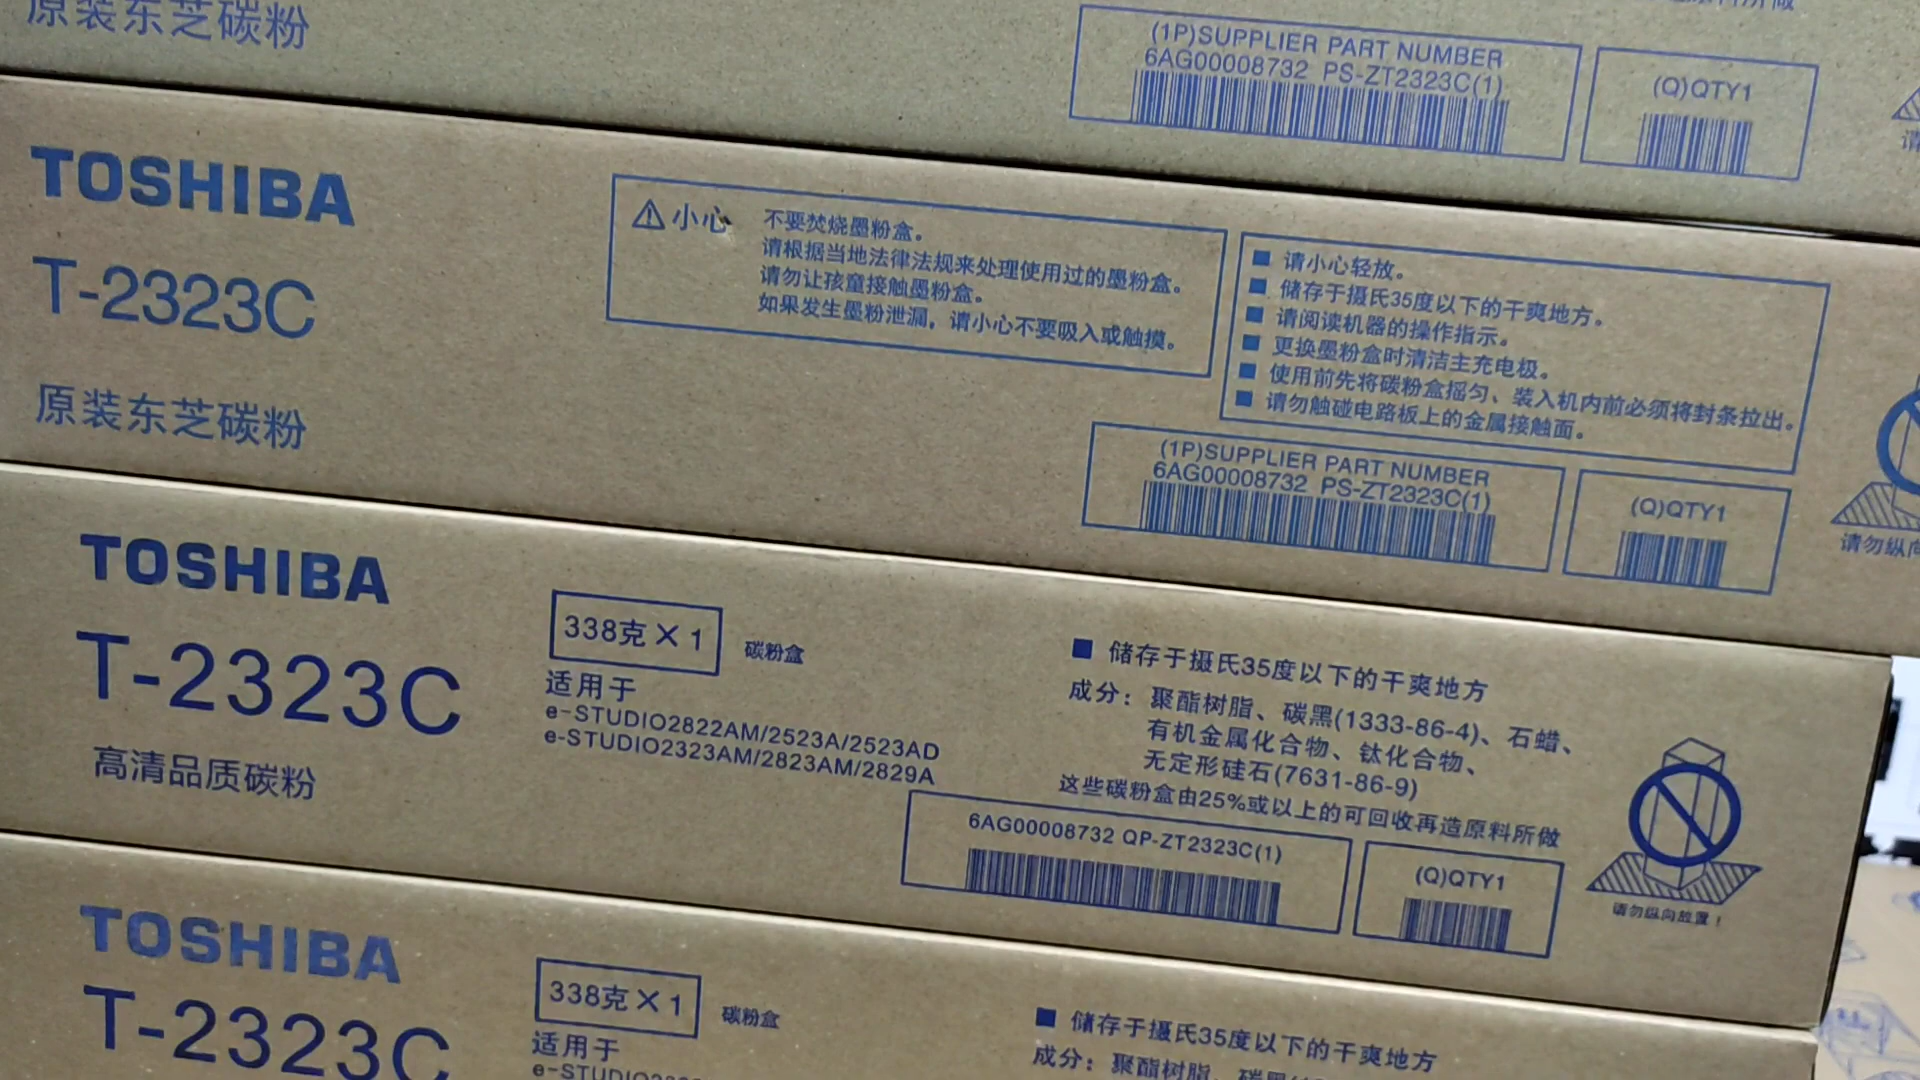 原装东芝碳粉
(1P)SUPPLIER PART NUMBER
6AG00008732 PS-ZT2323C(1)
(Q)QTY1
TOSHIBA
T-2323C
原装东芝碳粉
小心
不要焚烧墨粉盒。
请根据当地法律法规来处理使用过的墨粉盒。
请勿让孩童接触墨粉盒。
如果发生墨粉泄漏，请小心不要吸入或触摸。
■ 请小心轻放。
■ 储存于摄氏35度以下的干爽地方。
■ 请阅读机器的操作指示。
■ 更换墨粉盒时清洁主充电极。
■ 使用前先将碳粉盒摇匀、装入机内前必须将封条拉出。
■ 请勿触碰电路板上的金属接触面。
(1P)SUPPLIER PART NUMBER
6AG00008732 PS-ZT2323C(1)
(Q)QTY1
请勿纵向
TOSHIBA
T-2323C
高清品质碳粉
338克×1
碳粉盒
适用于
e-STUDIO2822AM/2523A/2523AD
e-STUDIO2323AM/2823AM/2829A
■ 储存于摄氏35度以下的干爽地方
成分：聚酯树脂、碳黑(1333-86-4)、石蜡、
有机金属化合物、钛化合物、
无定形硅石(7631-86-9)
这些碳粉盒由25%或以上的可回收再造原料所做
6AG00008732 QP-ZT2323C(1)
(Q)QTY1
请勿纵向放置！
TOSHIBA
T-2323C
338克×1
碳粉盒
适用于
■ 储存于摄氏35度以下的干爽地方
成分：聚酯树脂、碳黑